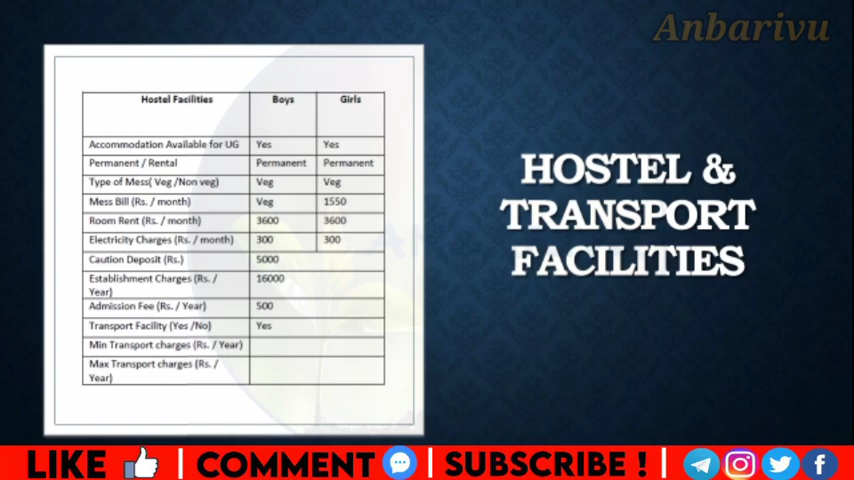 Anbarivu
Hostel Facilities Boys Girls
Accommodation Available for UG Yes Yes
Permanent / Rental Permanent Permanent
Type of Mess( Veg /Non veg) Veg Veg
Mess Bill (Rs. / month) Veg 1550
Room Rent (Rs. / month) 3600 3600
Electricity Charges (Rs. / month) 300 300
Caution Deposit (Rs.) 5000
Establishment Charges (Rs. /
Year) 16000
Admission Fee (Rs. / Year) 500
Transport Facility (Yes /No) Yes
Min Transport charges (Rs. / Year)
Max Transport charges (Rs. /
Year)
HOSTEL &
TRANSPORT
FACILITIES
LIKE | COMMENT | SUBSCRIBE ! |